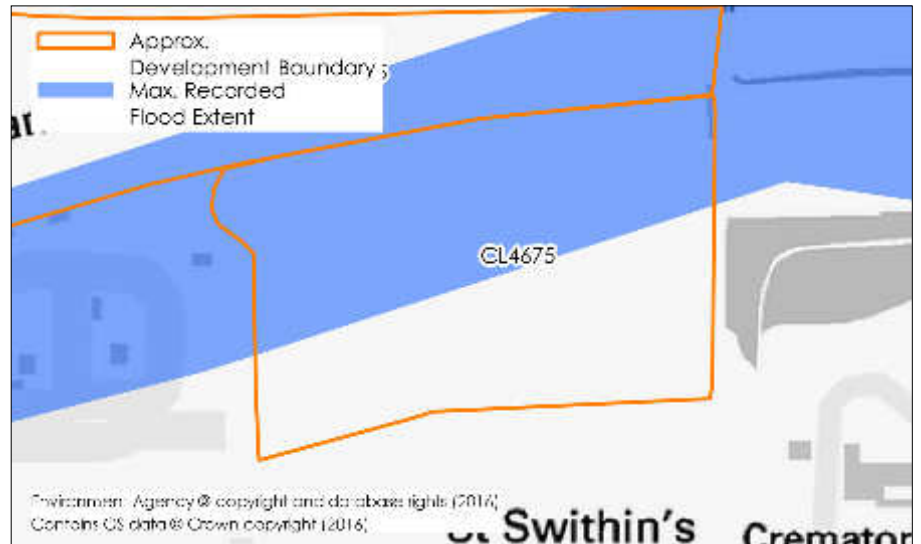 Approx.
Development Boundary
Max. Recorded
Flood Extent
CL4675
Environment Agency © copyright and database rights (2016)
Contains OS data © Crown copyright (2016)
St Swithin's
Cremator